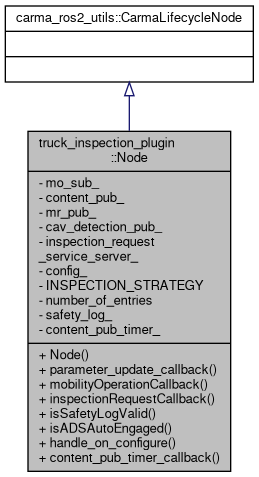 carma_ros2_utils::CarmaLifecycleNode
truck_inspection_plugin
::Node
- mo_sub_
- content_pub_
- mr_pub_
- cav_detection_pub_
- inspection_request
_service_server_
- config_
- INSPECTION_STRATEGY
- number_of_entries
- safety_log_
- content_pub_timer_
+ Node()
+ parameter_update_callback()
+ mobilityOperationCallback()
+ inspectionRequestCallback()
+ isSafetyLogValid()
+ isADSAutoEngaged()
+ handle_on_configure()
+ content_pub_timer_callback()